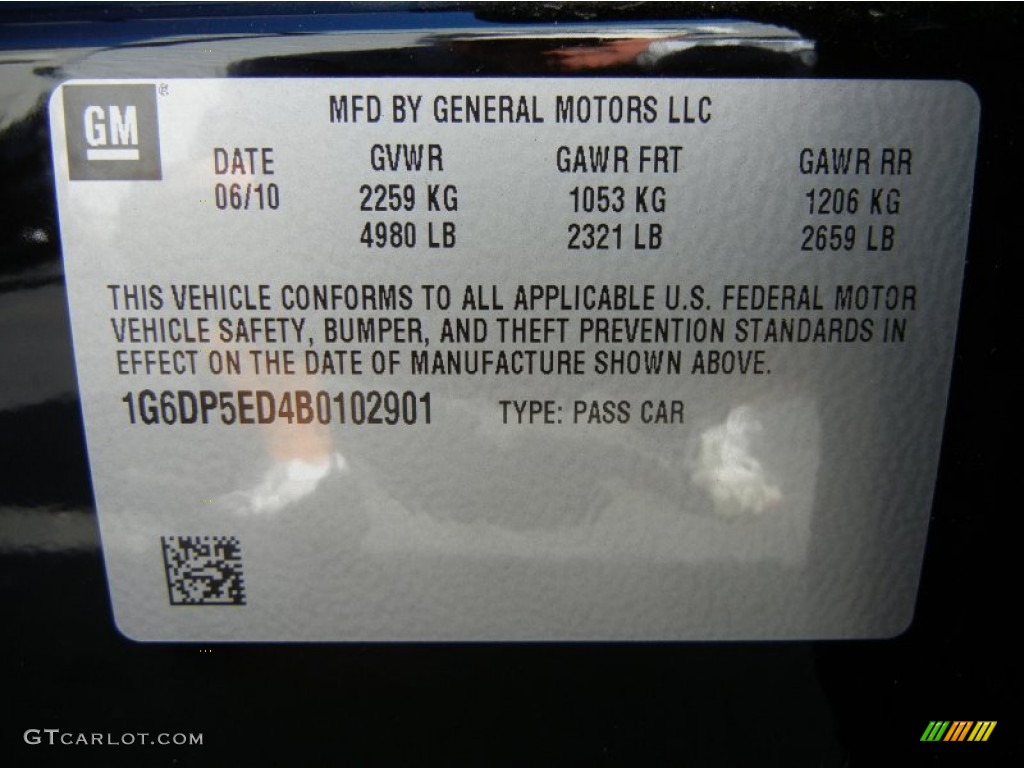 GM ®
MFD BY GENERAL MOTORS LLC
DATE GVWR GAWR FRT GAWR RR
06/10 2259 KG 1053 KG 1206 KG
4980 LB 2321 LB 2659 LB
THIS VEHICLE CONFORMS TO ALL APPLICABLE U.S. FEDERAL MOTOR
VEHICLE SAFETY, BUMPER, AND THEFT PREVENTION STANDARDS IN
EFFECT ON THE DATE OF MANUFACTURE SHOWN ABOVE.
1G6DP5ED4B0102901 TYPE: PASS CAR
GTCARLOT.COM